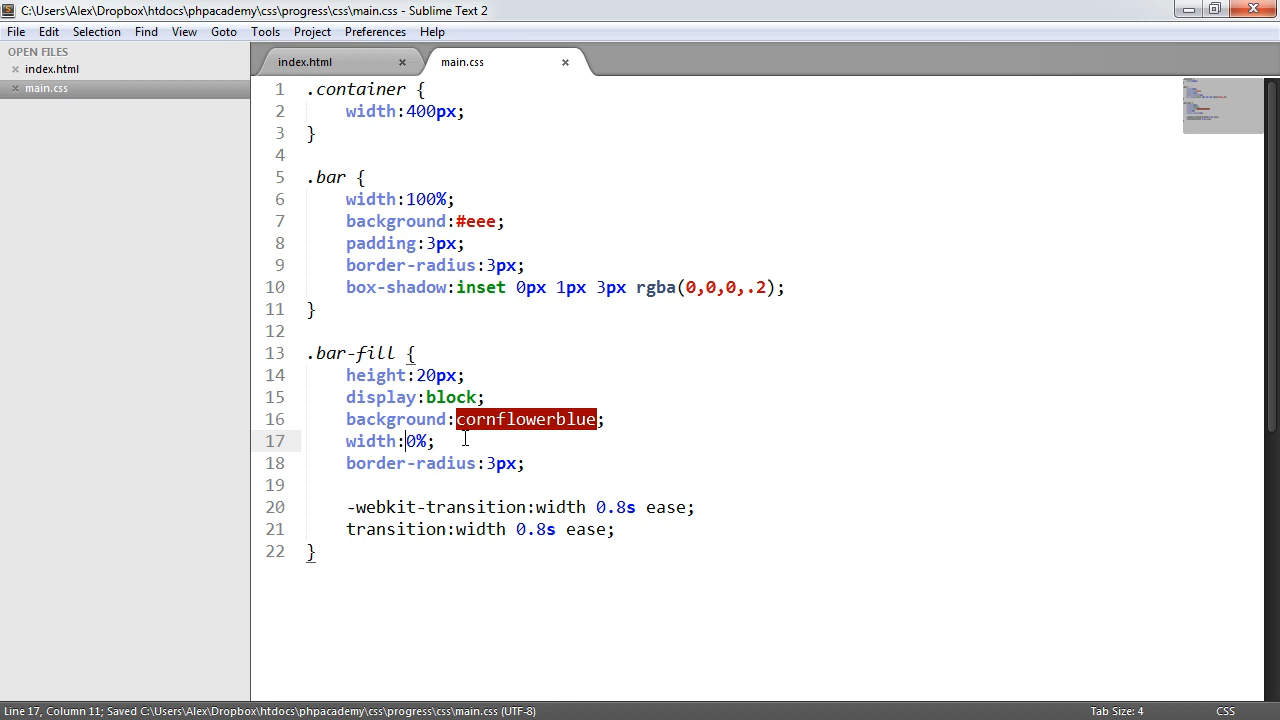 C:\Users\Alex\Dropbox\htdocs\phpacademy\css\progress\css\main.css - Sublime Text 2
File Edit Selection Find View Goto Tools Project Preferences Help
OPEN FILES
index.html
main.css
index.html
main.css
1 .container {
2 width:400px;
3 }
4
5 .bar {
6 width:100%;
7 background:#eee;
8 padding:3px;
9 border-radius:3px;
10 box-shadow:inset 0px 1px 3px rgba(0,0,0,.2);
11 }
12
13 .bar-fill {
14 height:20px;
15 display:block;
16 background:cornflowerblue;
17 width:0%;
18 border-radius:3px;
19
20 -webkit-transition:width 0.8s ease;
21 transition:width 0.8s ease;
22 }
Line 17, Column 11; Saved C:\Users\Alex\Dropbox\htdocs\phpacademy\css\progress\css\main.css (UTF-8)
Tab Size: 4
CSS